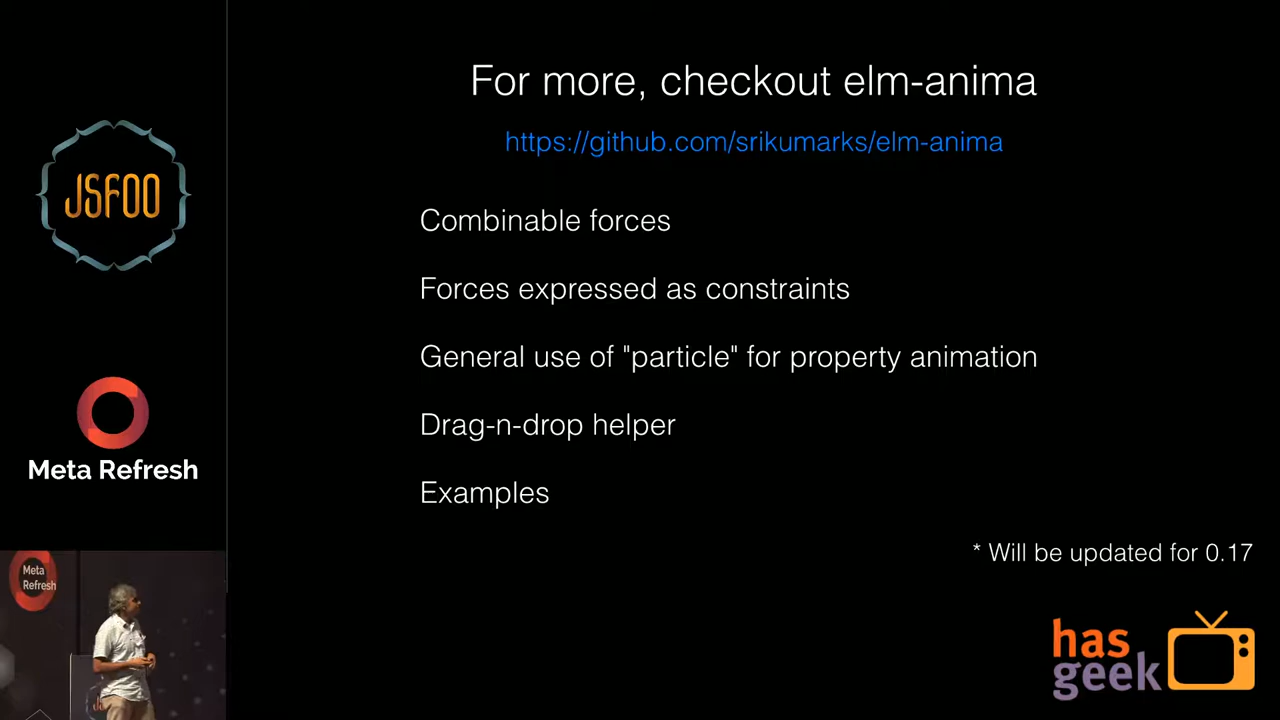 For more, checkout elm-anima
https://github.com/srikumarks/elm-anima
JSFOO
Combinable forces
Forces expressed as constraints
General use of "particle" for property animation
Drag-n-drop helper
Meta Refresh
Examples
* Will be updated for 0.17
Meta
Refresh
has
geek